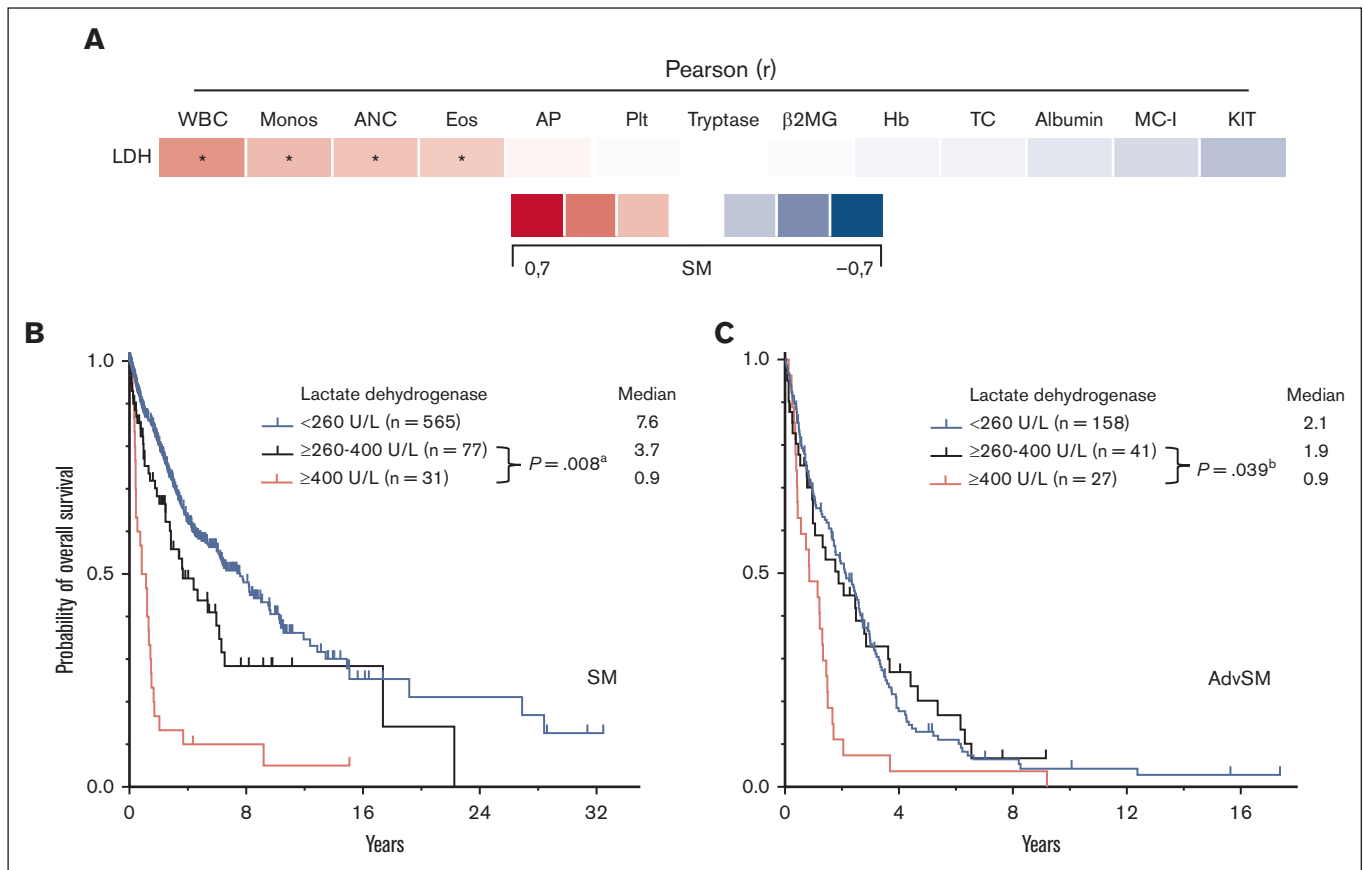 A
Pearson (r)
WBC Monos ANC Eos AP Plt Tryptase β2MG Hb TC Albumin MC-I KIT
LDH * * * *
0,7 SM −0,7
B
Probability of overall survival
1.0
0.5
0.0
Lactate dehydrogenase Median
<260 U/L (n = 565) 7.6
≥260-400 U/L (n = 77) 3.7
≥400 U/L (n = 31) 0.9
P = .008ᵃ
SM
0 8 16 24 32
Years
C
1.0
0.5
0.0
Lactate dehydrogenase Median
<260 U/L (n = 158) 2.1
≥260-400 U/L (n = 41) 1.9
≥400 U/L (n = 27) 0.9
P = .039ᵇ
AdvSM
0 4 8 12 16
Years